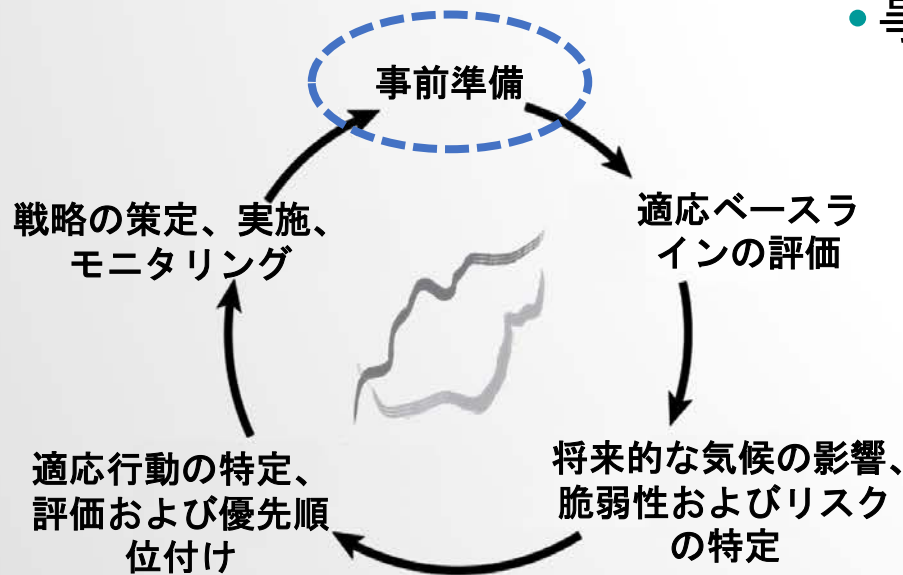 事前準備
適応ベースラ
インの評価
将来的な気候の影響、
脆弱性およびリスク
の特定
適応行動の特定、
評価および優先順
位付け
戦略の策定、実施、
モニタリング